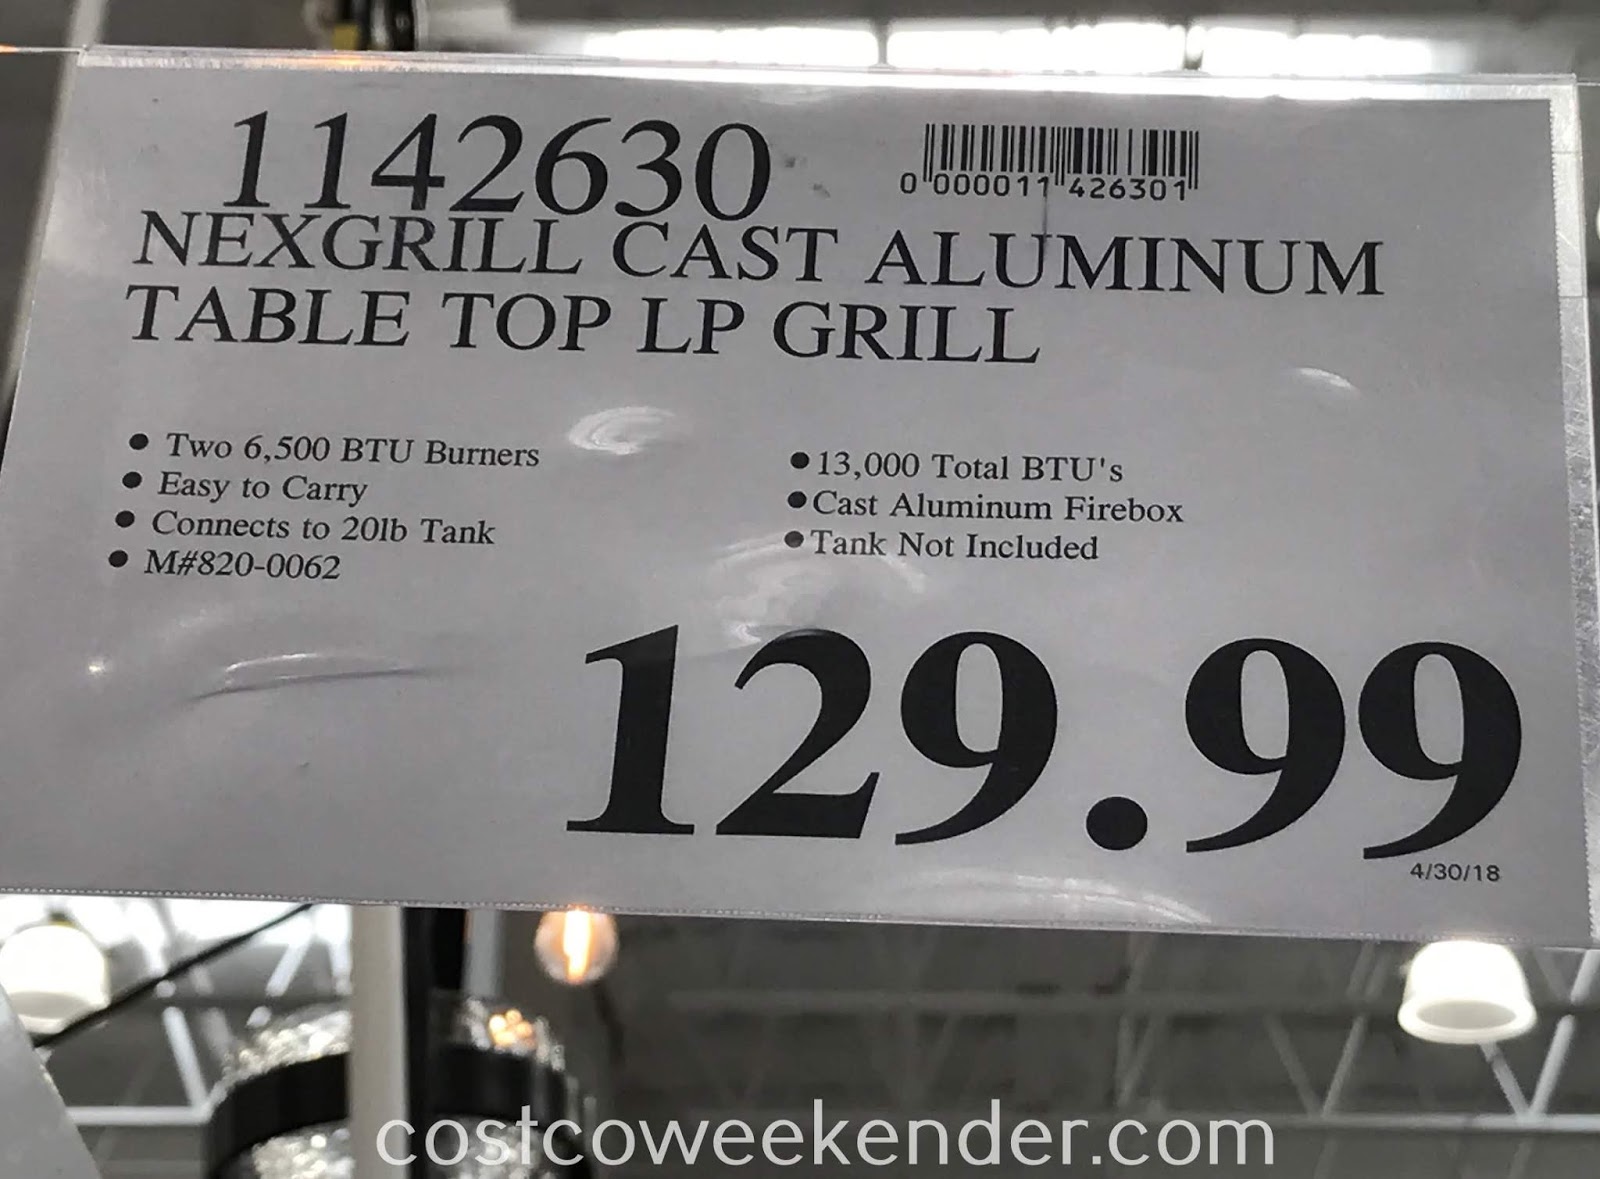 1142630
0 000011 426301
NEXGRILL CAST ALUMINUM
TABLE TOP LP GRILL
• Two 6,500 BTU Burners
• Easy to Carry
• Connects to 20lb Tank
• M#820-0062
• 13,000 Total BTU's
• Cast Aluminum Firebox
• Tank Not Included
129.99
4/30/18
costcoweekender.com